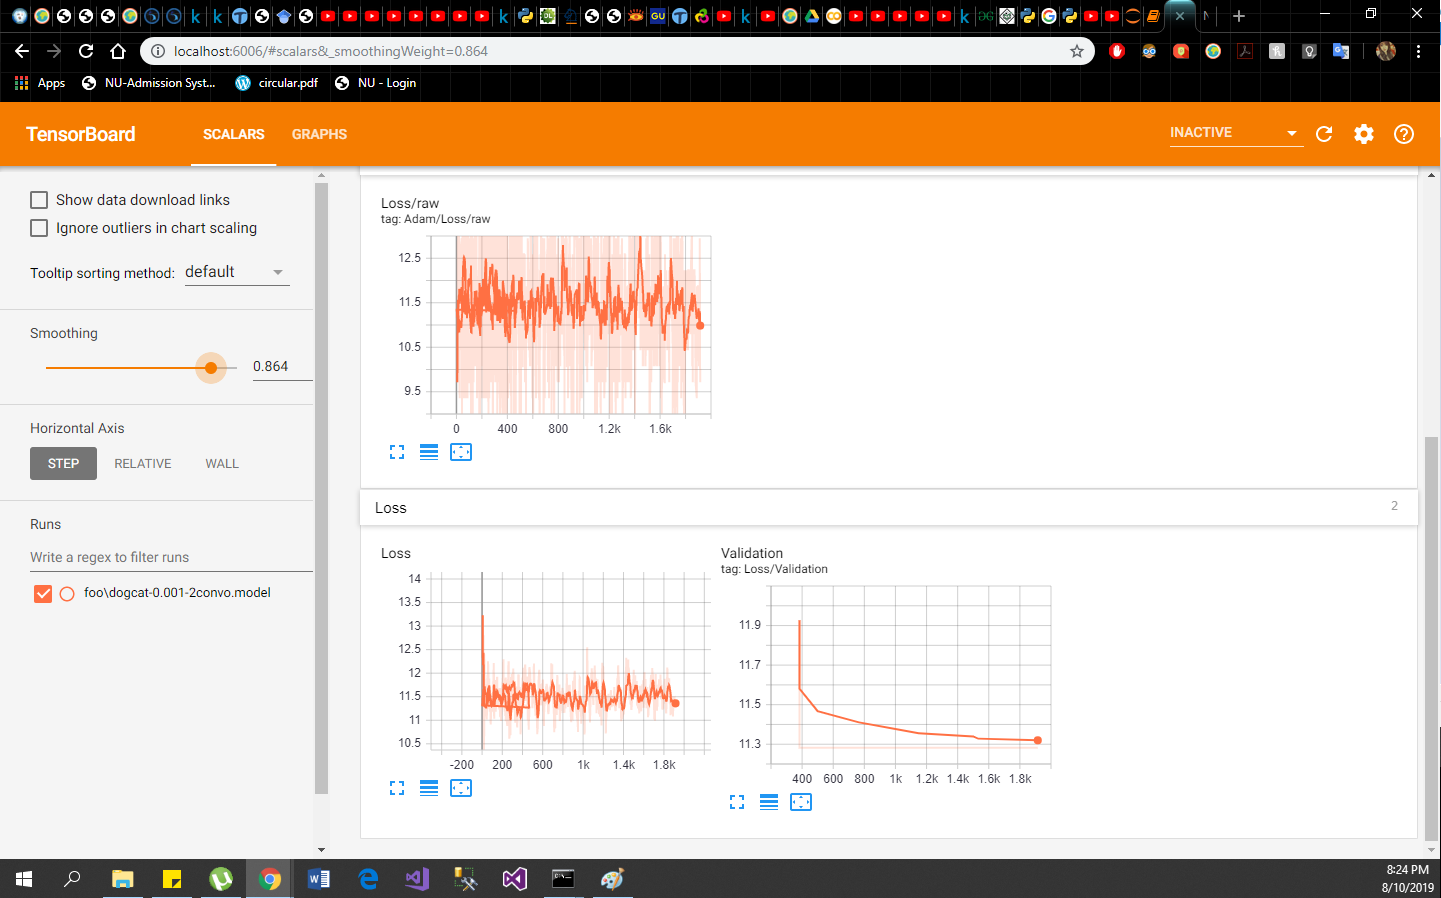 localhost:6006/#scalars&_smoothingWeight=0.864
Apps
NU-Admission Syst...
circular.pdf
NU - Login
TensorBoard
SCALARS
GRAPHS
INACTIVE
Show data download links
Ignore outliers in chart scaling
Tooltip sorting method: default
Smoothing
0.864
Horizontal Axis
STEP
RELATIVE
WALL
Runs
Write a regex to filter runs
foo\dogcat-0.001-2convo.model
Loss/raw
tag: Adam/Loss/raw
12.5
11.5
10.5
9.5
0 400 800 1.2k 1.6k
Loss
2
Loss
14
13.5
13
12.5
12
11.5
11
10.5
-200 200 600 1k 1.4k 1.8k
Validation
tag: Loss/Validation
11.9
11.7
11.5
11.3
400 600 800 1k 1.2k 1.4k 1.6k 1.8k
8:24 PM
8/10/2019